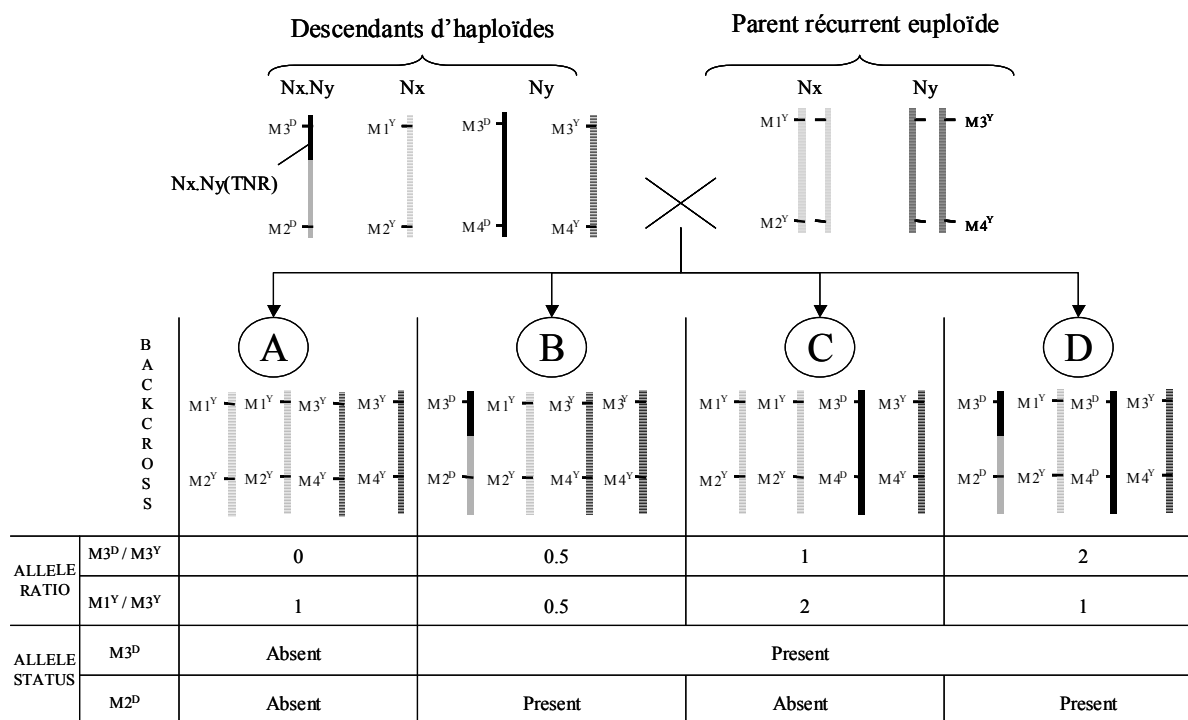 Descendants d'haploïdes
Parent récurrent euploïde
Nx.Ny Nx Ny Nx Ny
M3ᴰ M1ʸ M3ᴰ M3ʸ M1ʸ M3ʸ
Nx.Ny(TNR)
M2ᴰ M2ʸ M4ᴰ M4ʸ M2ʸ M4ʸ
A B C D
BACKCROSS
M1ʸ M1ʸ M3ʸ M3ʸ M3ᴰ M1ʸ M3ʸ M3ʸ M1ʸ M1ʸ M3ᴰ M3ʸ M3ᴰ M1ʸ M3ᴰ M3ʸ
M2ʸ M2ʸ M4ʸ M4ʸ M2ᴰ M2ʸ M4ʸ M4ʸ M2ʸ M2ʸ M4ᴰ M4ʸ M2ᴰ M2ʸ M4ᴰ M4ʸ
ALLELE RATIO
M3ᴰ / M3ʸ 0 0.5 1 2
M1ʸ / M3ʸ 1 0.5 2 1
ALLELE STATUS
M3ᴰ Absent Present
M2ᴰ Absent Present Absent Present